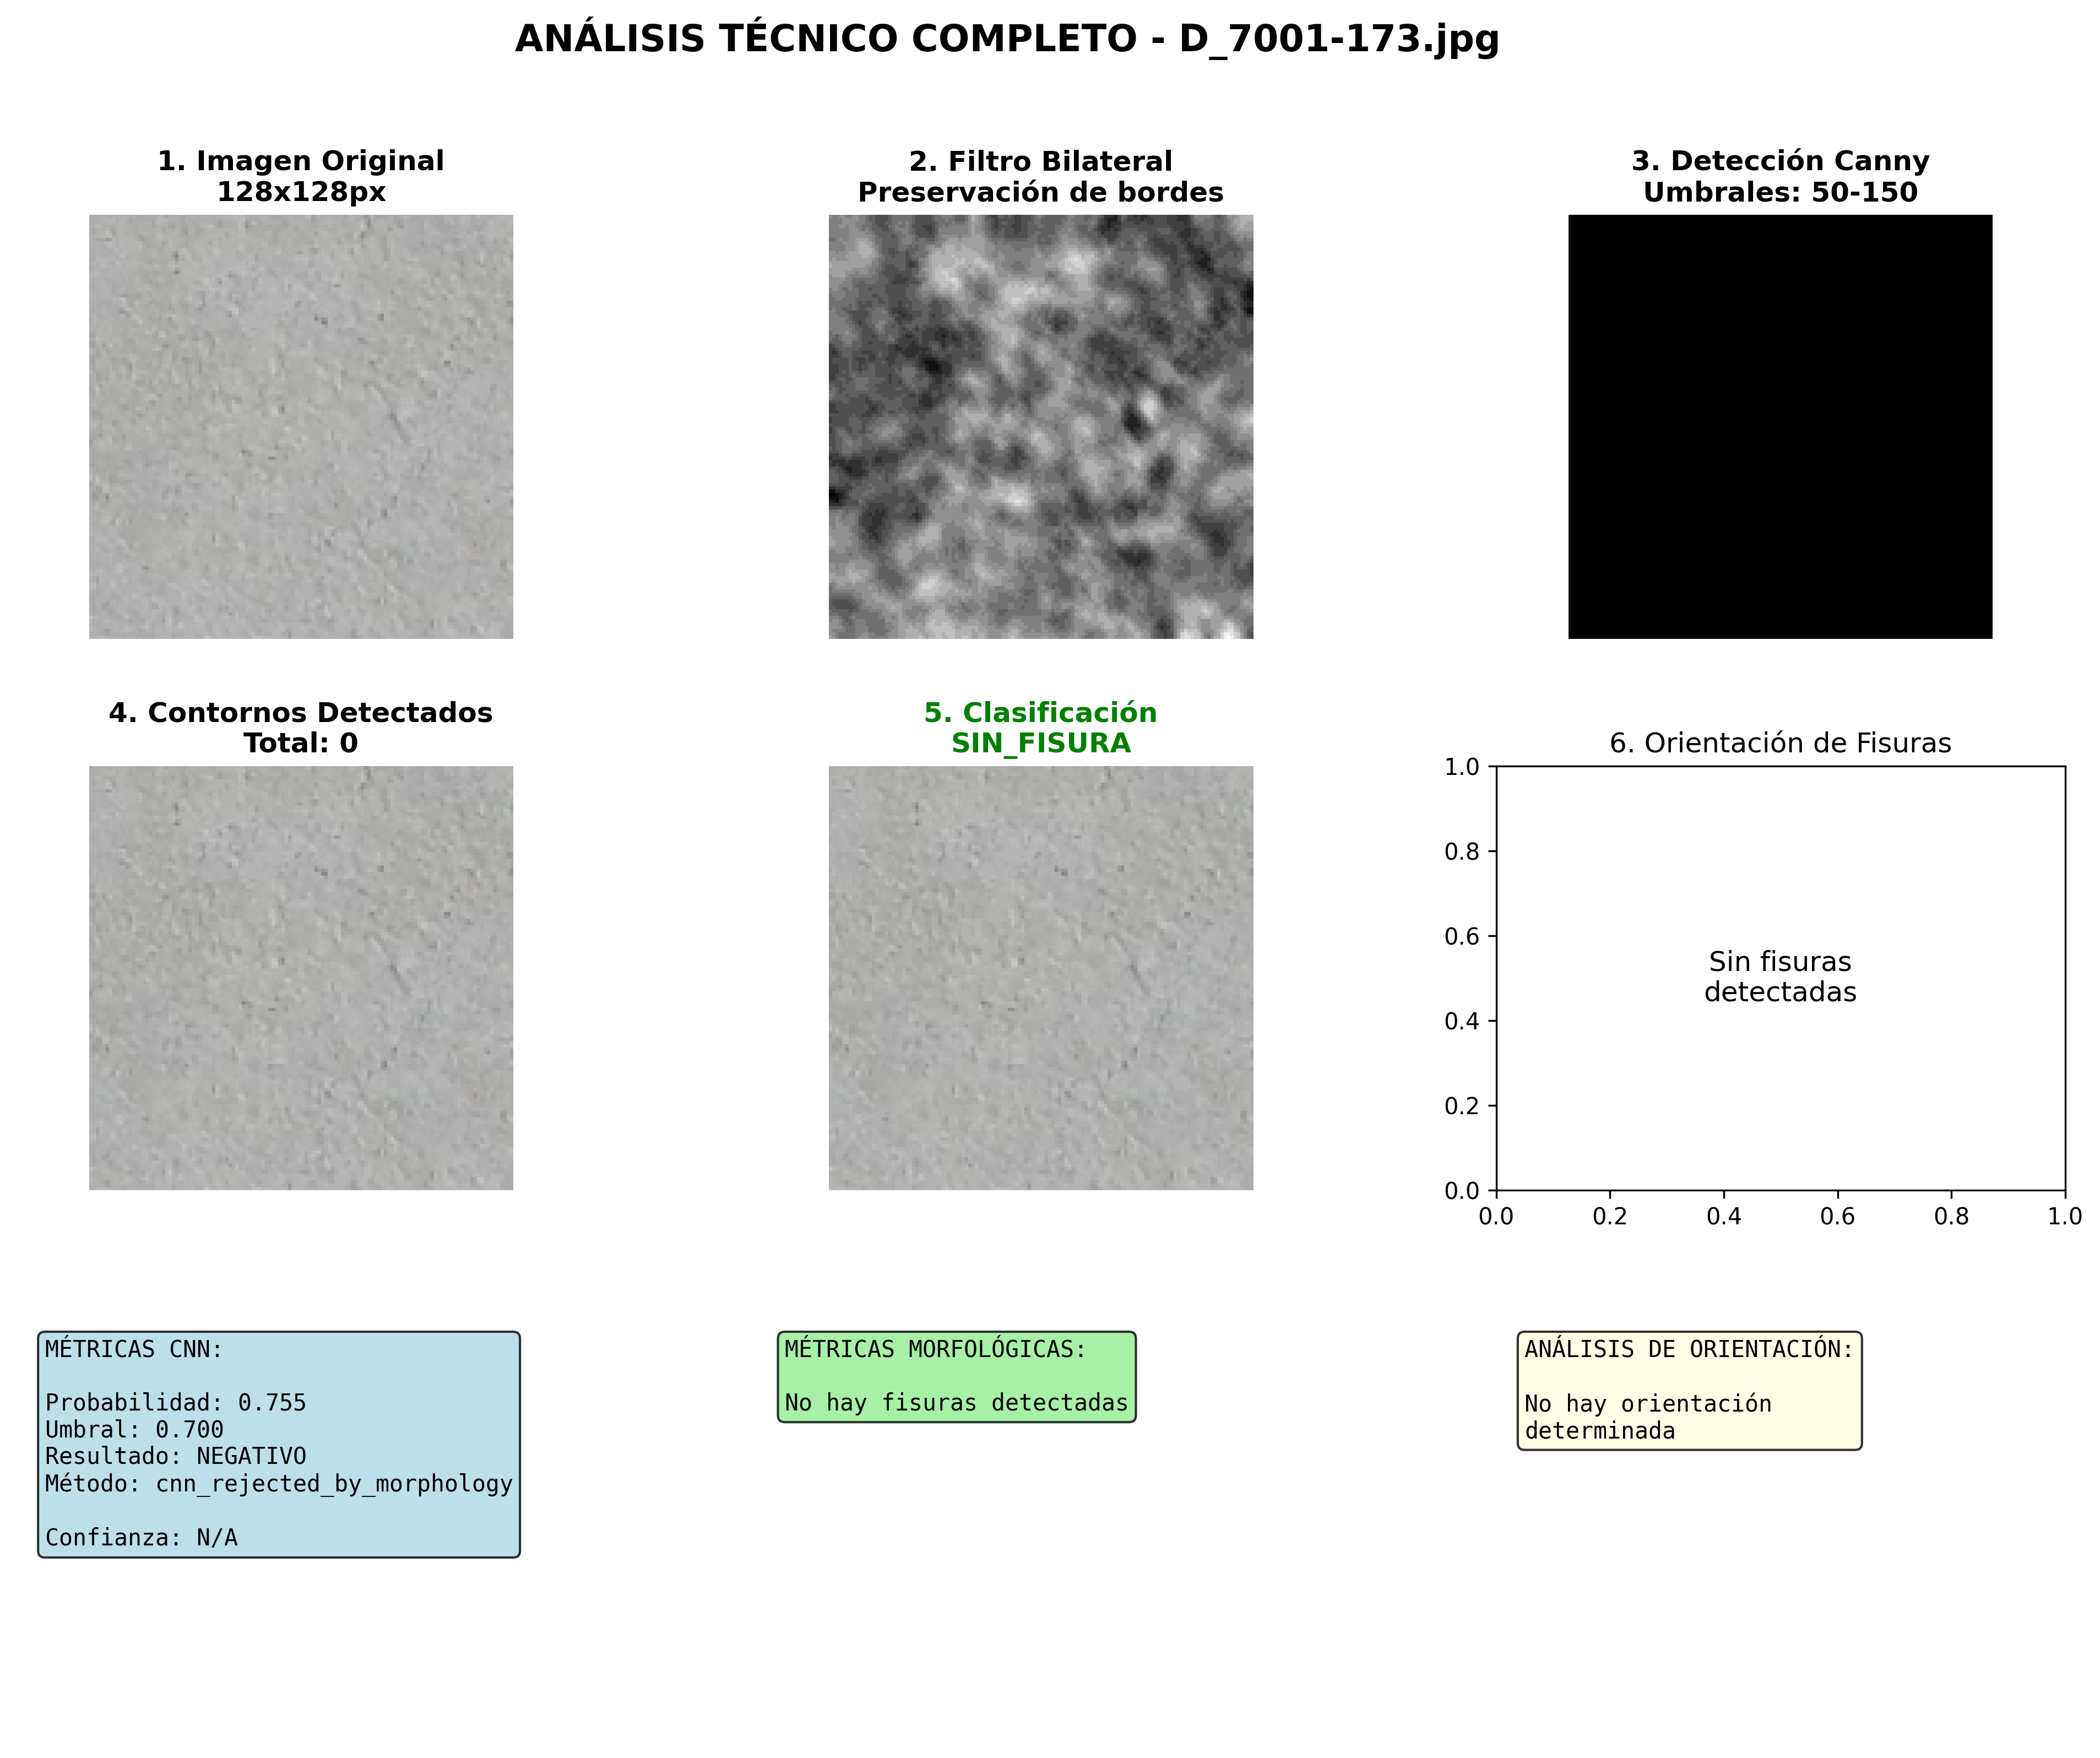 ANÁLISIS TÉCNICO COMPLETO - D_7001-173.jpg
1. Imagen Original
128x128px
2. Filtro Bilateral
Preservación de bordes
3. Detección Canny
Umbrales: 50-150
4. Contornos Detectados
Total: 0
5. Clasificación
SIN_FISURA
6. Orientación de Fisuras
1.0
0.8
0.6
0.4
0.2
0.0
Sin fisuras
detectadas
0.0 0.2 0.4 0.6 0.8 1.0
MÉTRICAS CNN:
Probabilidad: 0.755
Umbral: 0.700
Resultado: NEGATIVO
Método: cnn_rejected_by_morphology
Confianza: N/A
MÉTRICAS MORFOLÓGICAS:
No hay fisuras detectadas
ANÁLISIS DE ORIENTACIÓN:
No hay orientación
determinada